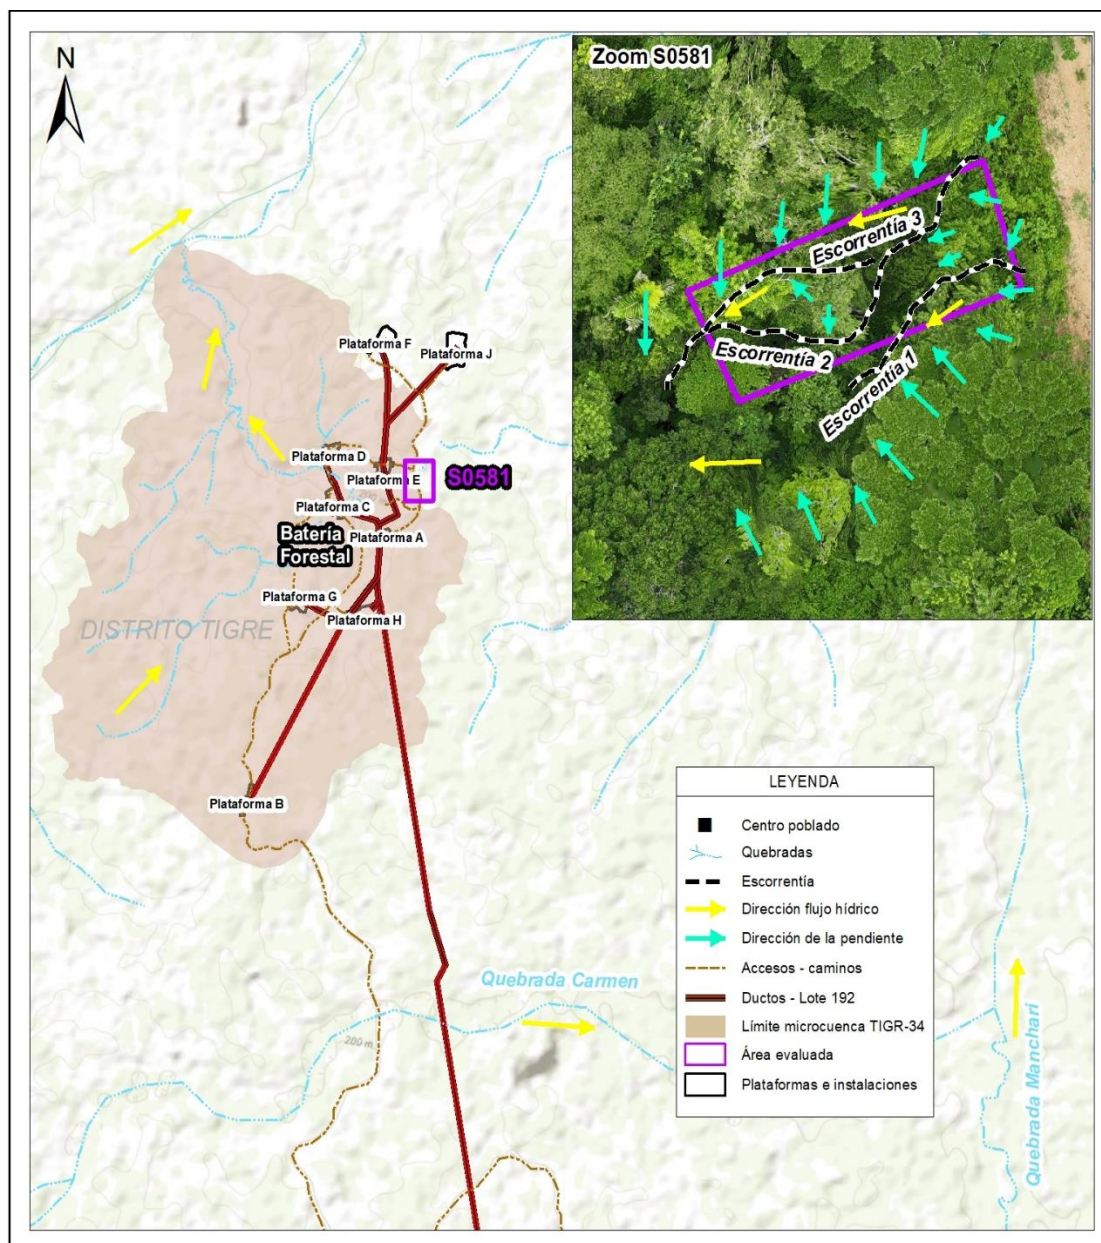 N
Zoom S0581
Escorrentía 3
Escorrentía 2
Escorrentía 1
Plataforma F
Plataforma J
Plataforma D
Plataforma E
S0581
Plataforma C
Batería
Forestal
Plataforma A
Plataforma G
Plataforma H
DISTRITO TIGRE
Plataforma B
Quebrada Carmen
200 m
Quebrada Manchari
LEYENDA
Centro poblado
Quebradas
Escorrentía
Dirección flujo hídrico
Dirección de la pendiente
Accesos - caminos
Ductos - Lote 192
Límite microcuenca TIGR-34
Área evaluada
Plataformas e instalaciones